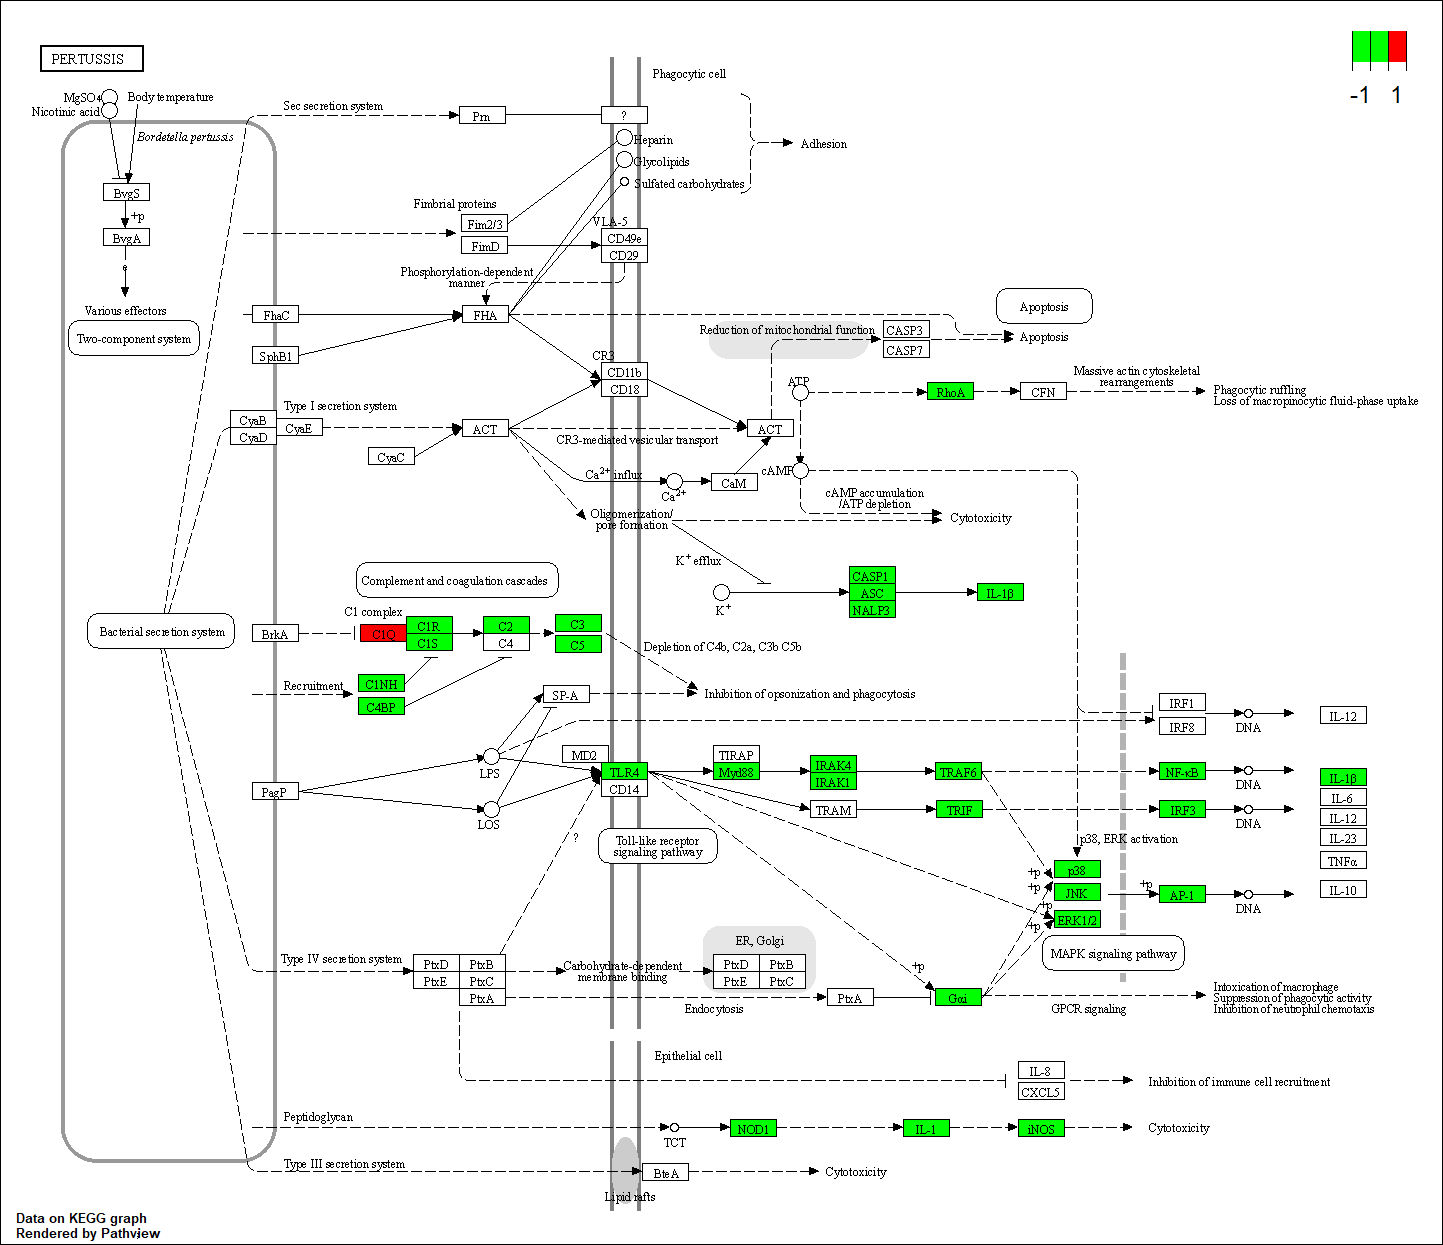 PERTUSSIS
-1 1
Phagocytic cell
MgSO4
Nicotinic acid
Body temperature
Bordetella pertussis
Sec secretion system
Prn
?
Heparin
Glycolipids
Sulfated carbohydrates
Adhesion
BvgS
+p
BvgA
e
Various effectors
Two-component system
Fimbrial proteins
Fim2/3
FimD
VLA-5
CD49e
CD29
Phosphorylation-dependent
manner
FhaC
FHA
SphB1
Apoptosis
Reduction of mitochondrial function
CASP3
CASP7
Apoptosis
CR3
CD11b
CD18
ATP
RhoA
CFN
Massive actin cytoskeletal
rearrangements
Phagocytic ruffling
Loss of macropinocytic fluid-phase uptake
Type I secretion system
CyaB
CyaD
CyaE
ACT
ACT
CR3-mediated vesicular transport
CyaC
Ca2+ influx
Ca2+
CaM
cAMP
cAMP accumulation
/ATP depletion
Cytotoxicity
Oligomerization/
pore formation
K+ efflux
K+
CASP1
ASC
NALP3
IL-1β
Complement and coagulation cascades
C1 complex
Bacterial secretion system
BrkA
C1Q
C1R
C1S
C2
C4
C3
C5
Depletion of C4b, C2a, C3b C5b
Recruitment
C1NH
C4BP
SP-A
Inhibition of opsonization and phagocytosis
IRF1
IRF8
DNA
IL-12
LPS
MD2
TLR4
CD14
TIRAP
Myd88
IRAK4
IRAK1
TRAF6
NF-κB
DNA
IL-1β
IL-6
PagP
LOS
TRAM
TRIF
IRF3
DNA
IL-12
IL-23
TNFα
IL-10
?
Toll-like receptor
signaling pathway
p38, ERK activation
+p
p38
+p
JNK
+p
AP-1
DNA
+p
ERK1/2
+p
MAPK signaling pathway
Type IV secretion system
PtxD
PtxB
PtxE
PtxC
PtxA
Carbohydrate-dependent
membrane binding
ER, Golgi
PtxD
PtxB
PtxE
PtxC
Endocytosis
PtxA
+p
Gαi
GPCR signaling
Intoxication of macrophage
Suppression of phagocytic activity
Inhibition of neutrophil chemotaxis
Epithelial cell
IL-8
CXCL5
Inhibition of immune cell recruitment
Peptidoglycan
TCT
NOD1
IL-1
iNOS
Cytotoxicity
Type III secretion system
BteA
Cytotoxicity
Lipid rafts
Data on KEGG graph
Rendered by Pathview